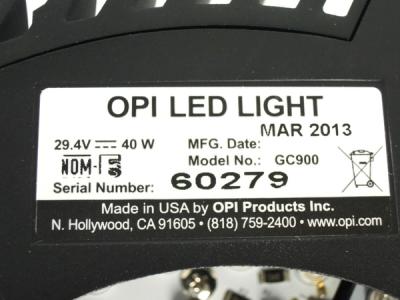 OPI LED LIGHT
29.4V 40 W MFG. Date: MAR 2013
NOM- Model No.: GC900
Serial Number: 60279
Made in USA by OPI Products Inc.
N. Hollywood, CA 91605 • (818) 759-2400 • www.opi.com